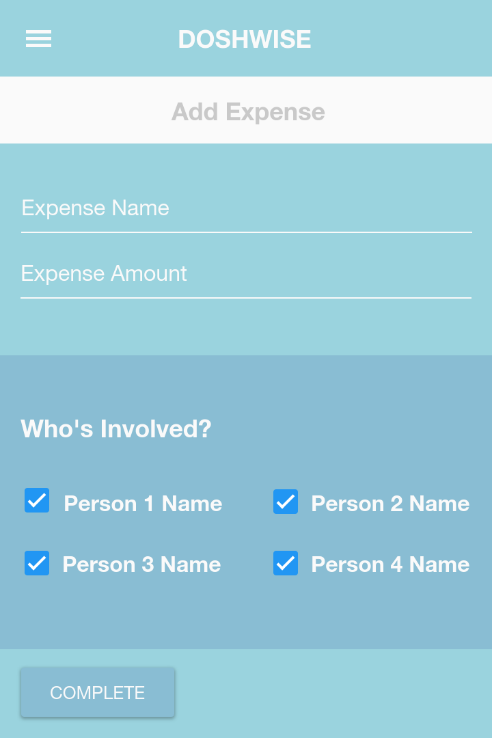 DOSHWISE
Add Expense
Expense Name
Expense Amount
Who's Involved?
Person 1 Name
Person 2 Name
Person 3 Name
Person 4 Name
COMPLETE